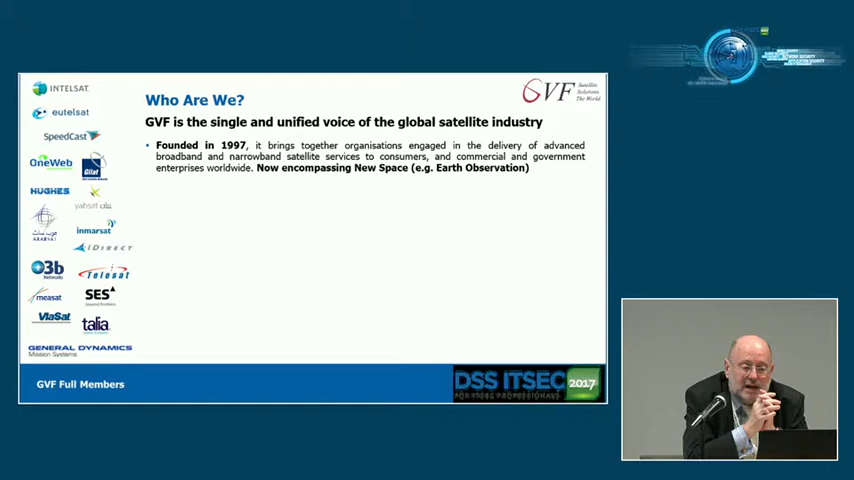 INTELSAT
eutelsat
SpeedCast
OneWeb
Gilat
HUGHES
yahsat
inmarsat
iDIRECT
O3b
Networks
Telesat
measat
SES
ViaSat
talia
GENERAL DYNAMICS
Mission Systems
Who Are We?
GVF Satellite
Solutions.
The World
GVF is the single and unified voice of the global satellite industry
• Founded in 1997, it brings together organisations engaged in the delivery of advanced
broadband and narrowband satellite services to consumers, and commercial and government
enterprises worldwide. Now encompassing New Space (e.g. Earth Observation)
GVF Full Members
DSS ITSEC 2017
FOR ITSEC PROFESSIONALS